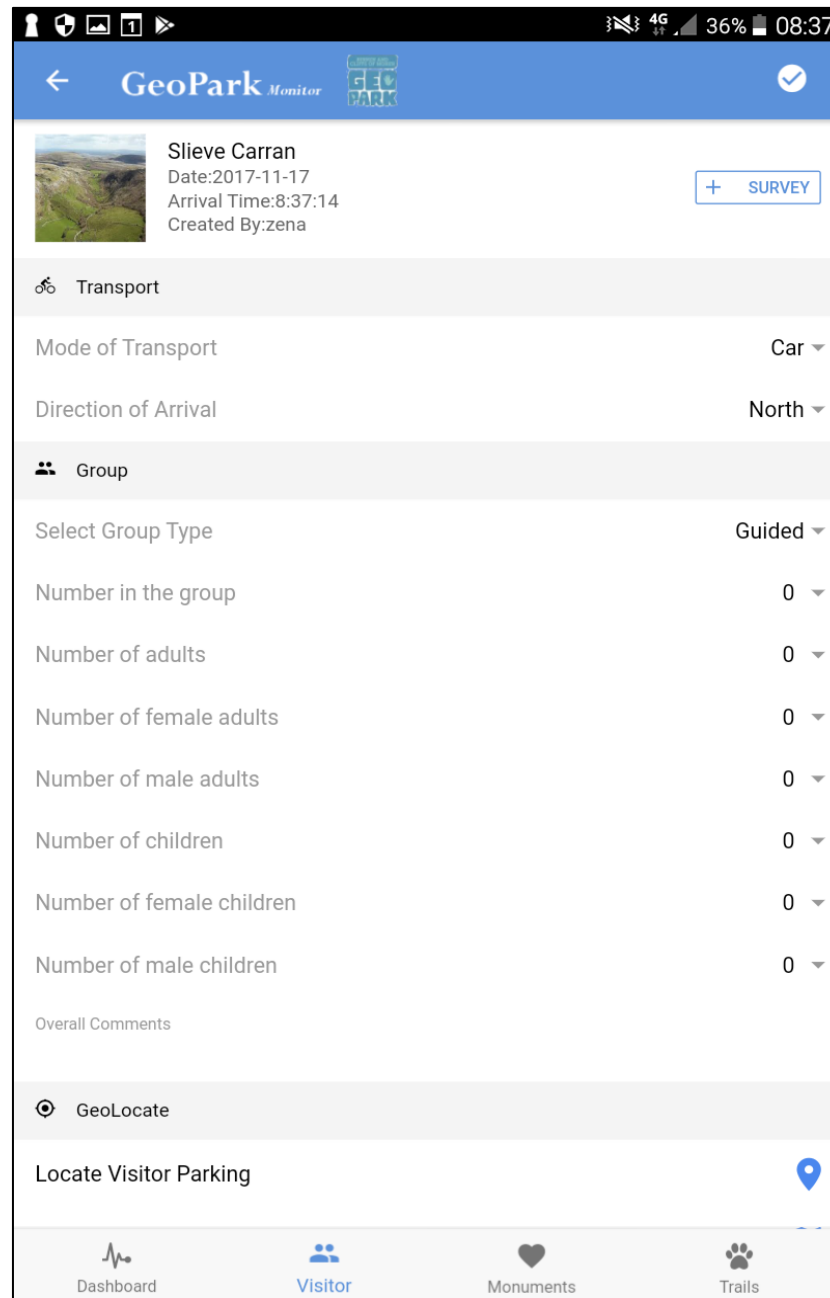 1
4G 36% 08:37
GeoPark Monitor GEO
PARK
Slieve Carran
Date:2017-11-17
Arrival Time:8:37:14
Created By:zena
+ SURVEY
Transport
Mode of Transport Car
Direction of Arrival North
Group
Select Group Type Guided
Number in the group 0
Number of adults 0
Number of female adults 0
Number of male adults 0
Number of children 0
Number of female children 0
Number of male children 0
Overall Comments
GeoLocate
Locate Visitor Parking
Dashboard Visitor Monuments Trails